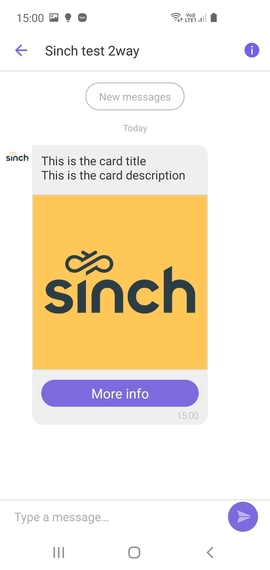 15:00
Sinch test 2way
New messages
Today
sinch
This is the card title
This is the card description
sinch
More info
15:00
Type a message…